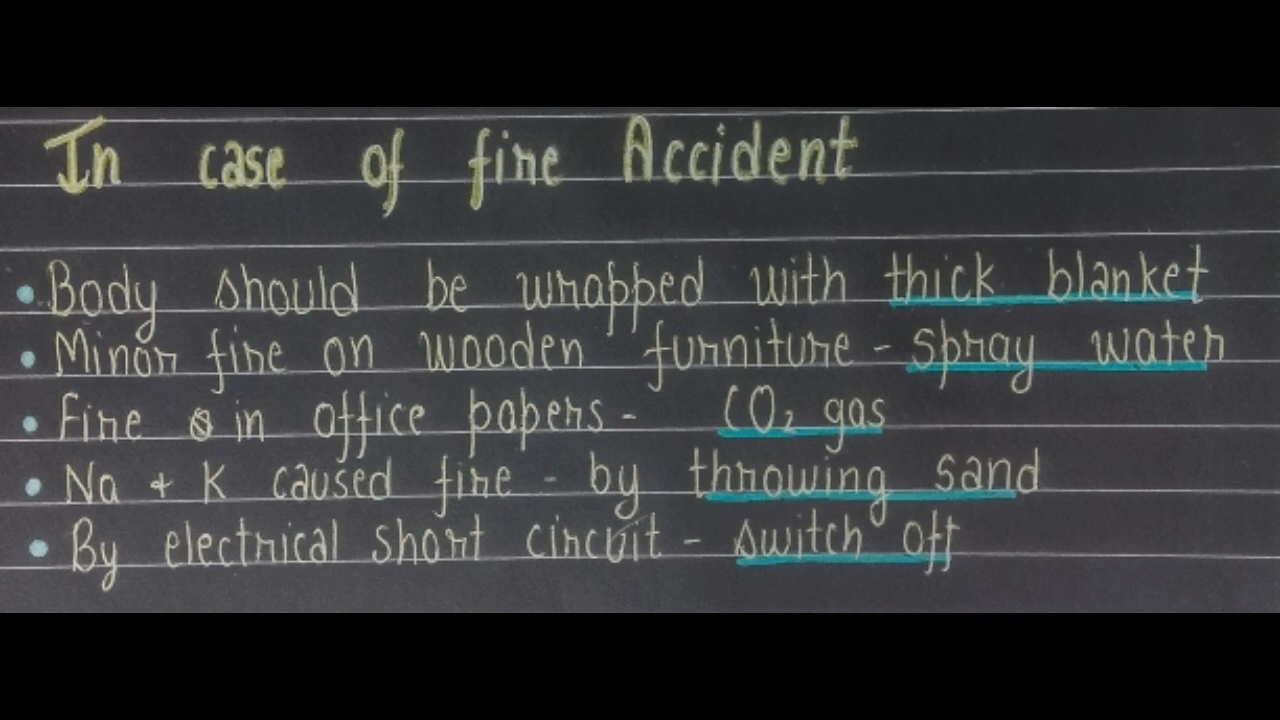 In case of fire Accident
• Body should be wrapped with thick blanket
• Minor fire on wooden furniture - spray water
• Fire in office papers - CO₂ gas
• Na + K caused fire - by throwing sand
• By electrical short circuit - switch off